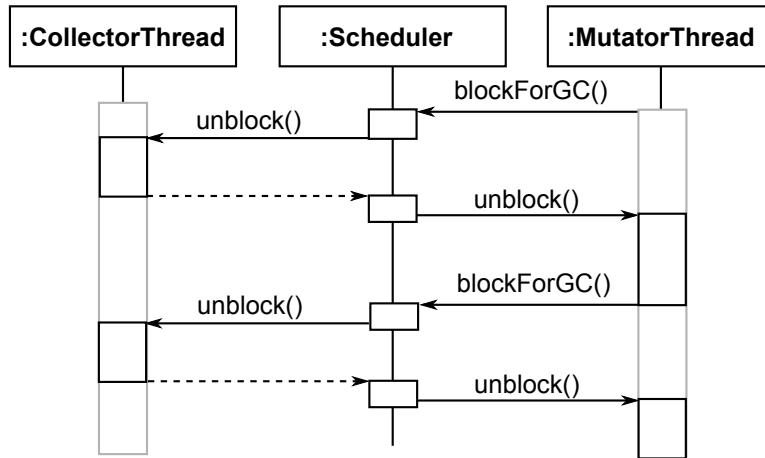 :CollectorThread
:Scheduler
:MutatorThread
blockForGC()
unblock()
unblock()
blockForGC()
unblock()
unblock()